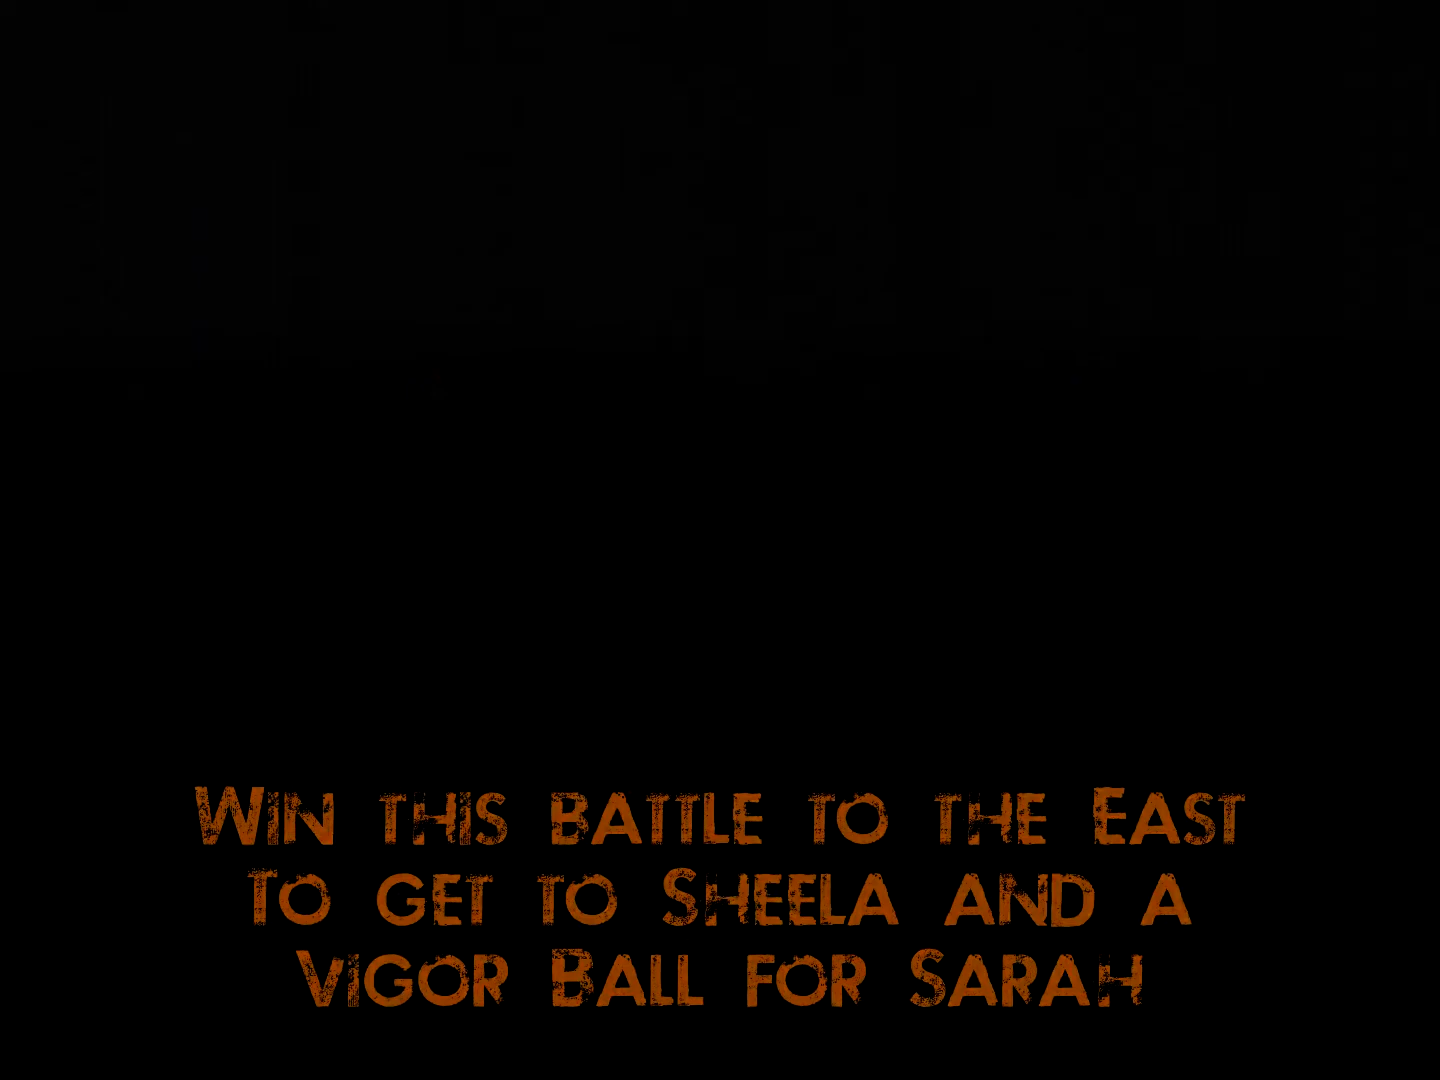 Win this battle to the East
to get to Sheela and a
Vigor Ball for Sarah